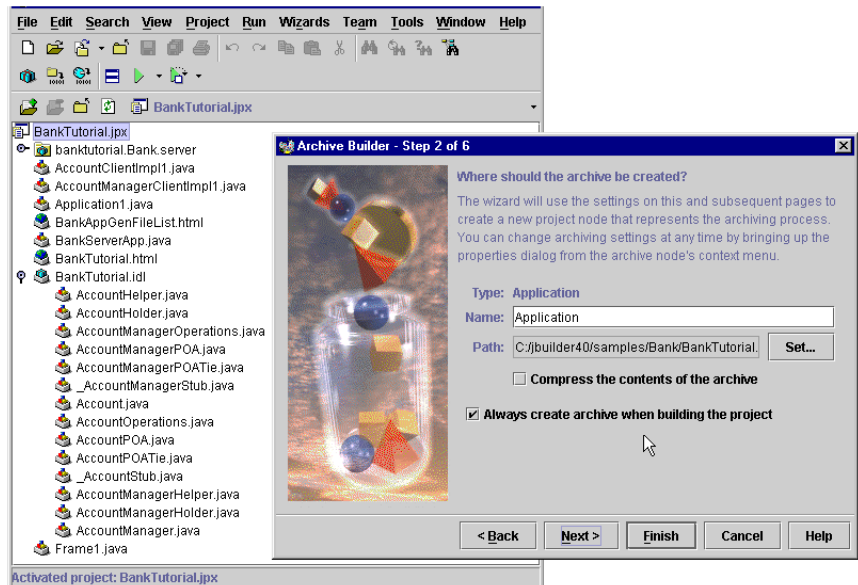 File Edit Search View Project Run Wizards Team Tools Window Help
BankTutorial.jpx
BankTutorial.jpx
banktutorial.Bank.server
AccountClientImpl1.java
AccountManagerClientImpl1.java
Application1.java
BankAppGenFileList.html
BankServerApp.java
BankTutorial.html
BankTutorial.idl
AccountHelper.java
AccountHolder.java
AccountManagerOperations.java
AccountManagerPOA.java
AccountManagerPOATie.java
_AccountManagerStub.java
Account.java
AccountOperations.java
AccountPOA.java
AccountPOATie.java
_AccountStub.java
AccountManagerHelper.java
AccountManagerHolder.java
AccountManager.java
Frame1.java
Activated project: BankTutorial.jpx
Archive Builder - Step 2 of 6
Where should the archive be created?
The wizard will use the settings on this and subsequent pages to
create a new project node that represents the archiving process.
You can change archiving settings at any time by bringing up the
properties dialog from the archive node's context menu.
Type: Application
Name: Application
Path: C:/jbuilder40/samples/Bank/BankTutorial. Set...
Compress the contents of the archive
Always create archive when building the project
< Back Next > Finish Cancel Help